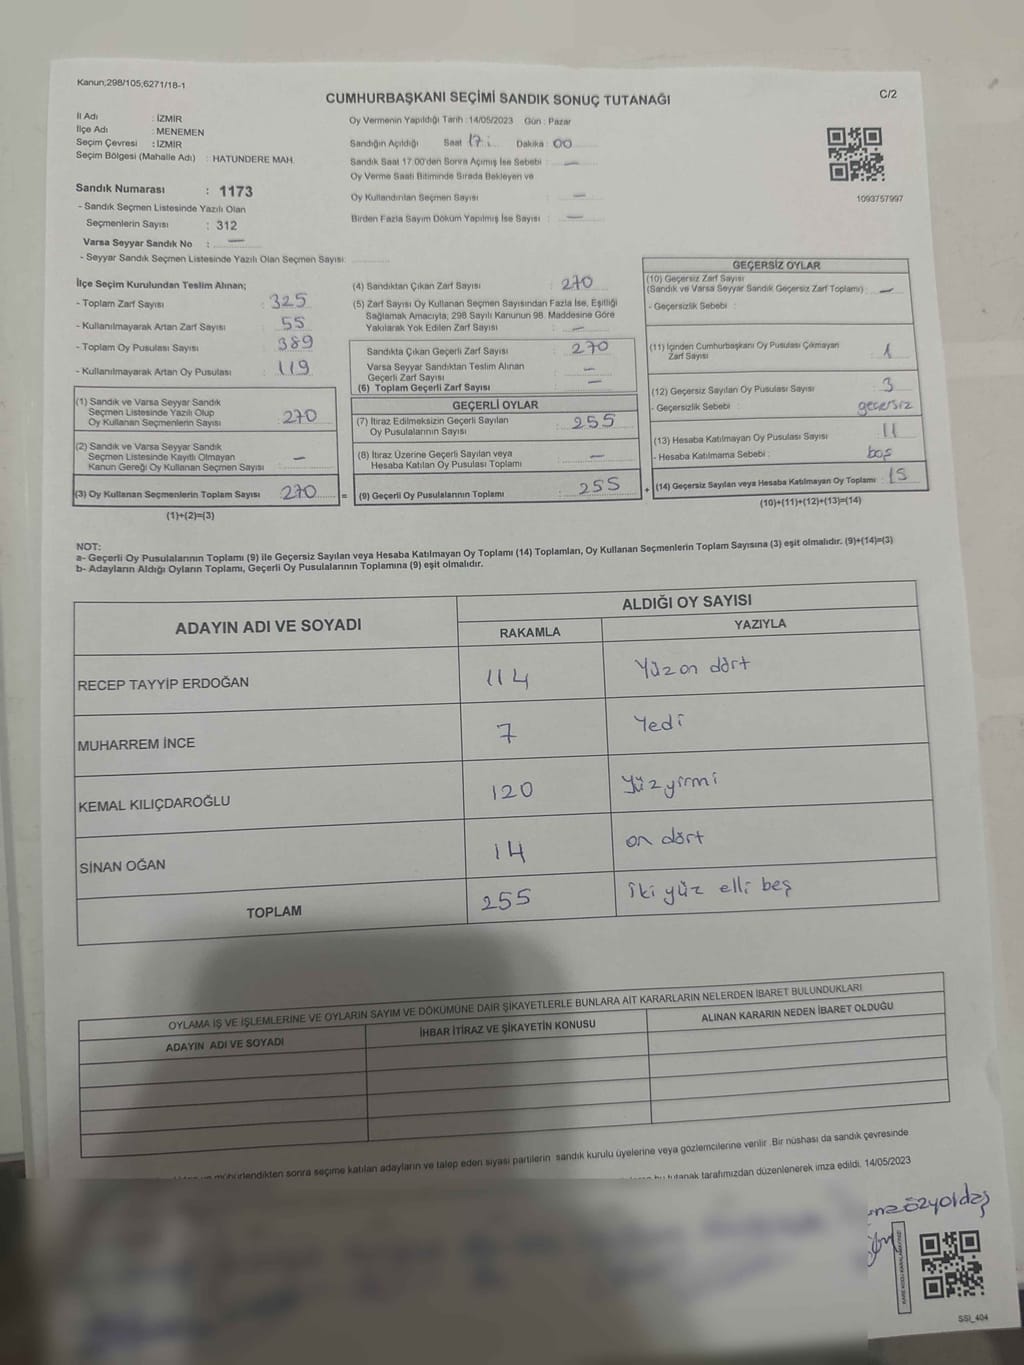 Kanun;298/105,6271/18-1
C/2
CUMHURBAŞKANI SEÇİMİ SANDIK SONUÇ TUTANAĞI
İl Adı : İZMİR
İlçe Adı : MENEMEN
Seçim Çevresi : İZMİR
Seçim Bölgesi (Mahalle Adı) : HATUNDERE MAH.
Sandık Numarası : 1173
- Sandık Seçmen Listesinde Yazılı Olan
Seçmenlerin Sayısı : 312
Varsa Seyyar Sandık No : —
- Seyyar Sandık Seçmen Listesinde Yazılı Olan Seçmen Sayısı:
Oy Vermenin Yapıldığı Tarih : 14/05/2023 Gün : Pazar
Sandığın Açıldığı Saat 17 : Dakika : 00
Sandık Saat 17:00'den Sonra Açımış İse Sebebi : —
Oy Verme Saati Bitiminde Sırada Bekleyen ve
Oy Kullandırılan Seçmen Sayısı : —
Birden Fazla Sayım Döküm Yapılmış İse Sayısı : —
1093757997
İlçe Seçim Kurulundan Teslim Alınan;
- Toplam Zarf Sayısı : 325
- Kullanılmayarak Artan Zarf Sayısı : 55
- Toplam Oy Pusulası Sayısı : 389
- Kullanılmayarak Artan Oy Pusulası : 119
(1) Sandık ve Varsa Seyyar Sandık
Seçmen Listesinde Yazılı Olup
Oy Kullanan Seçmenlerin Sayısı : 270
(2) Sandık ve Varsa Seyyar Sandık
Seçmen Listesinde Kayıtlı Olmayan
Kanun Gereği Oy Kullanan Seçmen Sayısı : —
(3) Oy Kullanan Seçmenlerin Toplam Sayısı : 270 =
(1)+(2)=(3)
(4) Sandıktan Çıkan Zarf Sayısı : 270
(5) Zarf Sayısı Oy Kullanan Seçmen Sayısından Fazla İse, Eşitliği
Sağlamak Amacıyla, 298 Sayılı Kanunun 98. Maddesine Göre
Yakılarak Yok Edilen Zarf Sayısı : —
Sandıkta Çıkan Geçerli Zarf Sayısı : 270
Varsa Seyyar Sandıktan Teslim Alınan
Geçerli Zarf Sayısı : —
(6) Toplam Geçerli Zarf Sayısı : —
GEÇERLİ OYLAR
(7) İtiraz Edilmeksizin Geçerli Sayılan
Oy Pusulalarının Sayısı : 255
(8) İtiraz Üzerine Geçerli Sayılan veya
Hesaba Katılan Oy Pusulası Toplamı : —
(9) Geçerli Oy Pusulalarının Toplamı : 255 +
GEÇERSİZ OYLAR
(10) Geçersiz Zarf Sayısı
(Sandık ve Varsa Seyyar Sandık Geçersiz Zarf Toplamı) : —
- Geçersizlik Sebebi :
(11) İçinden Cumhurbaşkanı Oy Pusulası Çıkmayan
Zarf Sayısı : 1
(12) Geçersiz Sayılan Oy Pusulası Sayısı : 3
- Geçersizlik Sebebi : geçersiz
(13) Hesaba Katılmayan Oy Pusulası Sayısı : 11
- Hesaba Katılmama Sebebi : boş
(14) Geçersiz Sayılan veya Hesaba Katılmayan Oy Toplamı : 15
(10)+(11)+(12)+(13)=(14)
NOT:
a- Geçerli Oy Pusulalarının Toplamı (9) ile Geçersiz Sayılan veya Hesaba Katılmayan Oy Toplamı (14) Toplamları, Oy Kullanan Seçmenlerin Toplam Sayısına (3) eşit olmalıdır. (9)+(14)=(3)
b- Adayların Aldığı Oyların Toplamı, Geçerli Oy Pusulalarının Toplamına (9) eşit olmalıdır.
ADAYIN ADI VE SOYADI
ALDIĞI OY SAYISI
RAKAMLA YAZIYLA
RECEP TAYYİP ERDOĞAN 114 Yüz on dört
MUHARREM İNCE 7 Yedi
KEMAL KILIÇDAROĞLU 120 Yüz yirmi
SİNAN OĞAN 14 on dört
TOPLAM 255 iki yüz elli beş
OYLAMA İŞ VE İŞLEMLERİNE VE OYLARIN SAYIM VE DÖKÜMÜNE DAİR ŞİKAYETLERLE BUNLARA AİT KARARLARIN NELERDEN İBARET BULUNDUKLARI
ADAYIN ADI VE SOYADI İHBAR İTİRAZ VE ŞİKAYETİN KONUSU ALINAN KARARIN NEDEN İBARET OLDUĞU
mühürlendikten sonra seçime katılan adayların ve talep eden siyasi partilerin sandık kurulu üyelerine veya gözlemcilerine verilir. Bir nüshası da sandık çevresinde
bu tutanak tarafımızdan düzenlenerek imza edildi. 14/05/2023
özyoldaş
SSI_404